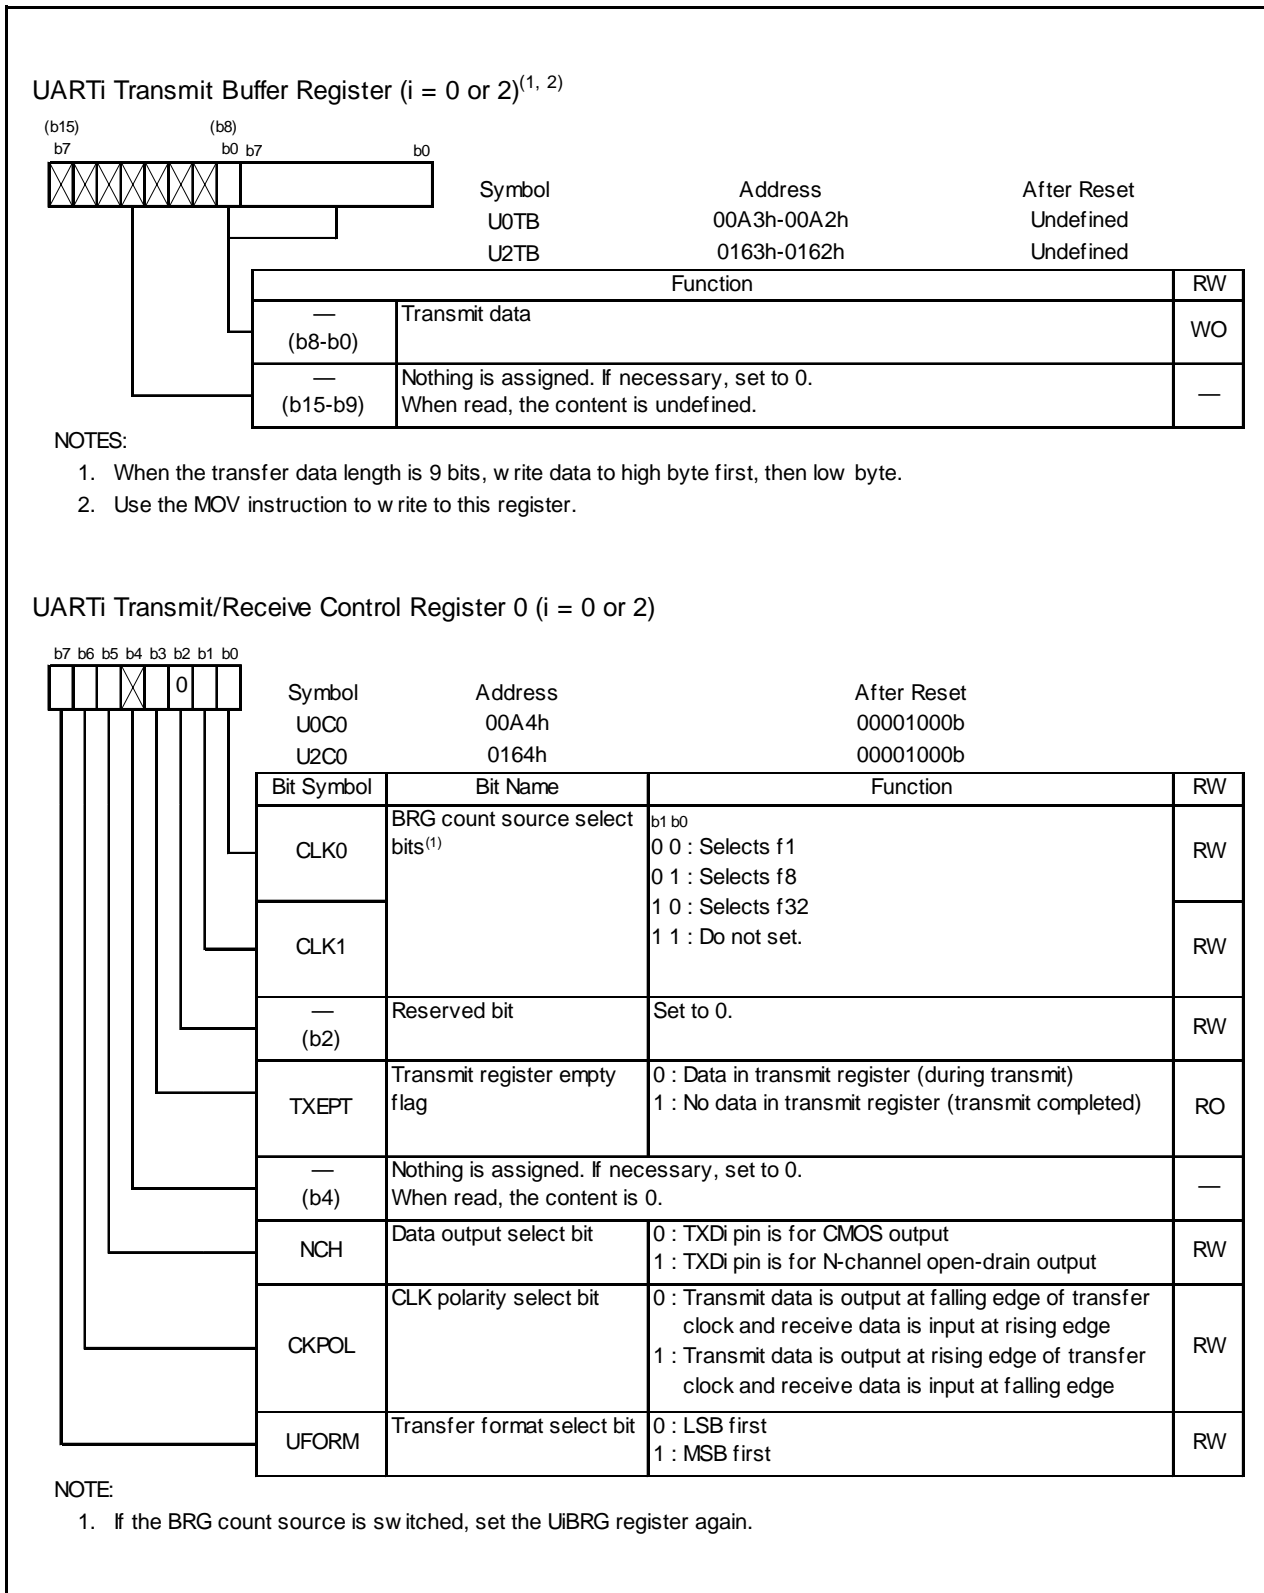 UARTi Transmit Buffer Register (i = 0 or 2)(1, 2)
(b15) (b8)
b7 b0 b7 b0
Symbol Address After Reset
U0TB 00A3h-00A2h Undefined
U2TB 0163h-0162h Undefined
Function RW
— Transmit data
(b8-b0) WO
— Nothing is assigned. If necessary, set to 0.
(b15-b9) When read, the content is undefined. —
NOTES:
1. When the transfer data length is 9 bits, write data to high byte first, then low byte.
2. Use the MOV instruction to write to this register.
UARTi Transmit/Receive Control Register 0 (i = 0 or 2)
b7 b6 b5 b4 b3 b2 b1 b0
0
Symbol Address After Reset
U0C0 00A4h 00001000b
U2C0 0164h 00001000b
Bit Symbol Bit Name Function RW
CLK0 BRG count source select bits(1) b1 b0 RW
0 0 : Selects f1
0 1 : Selects f8
1 0 : Selects f32
CLK1 1 1 : Do not set. RW
— Reserved bit Set to 0.
(b2) RW
TXEPT Transmit register empty flag 0 : Data in transmit register (during transmit) RO
1 : No data in transmit register (transmit completed)
— Nothing is assigned. If necessary, set to 0.
(b4) When read, the content is 0. —
NCH Data output select bit 0 : TXDi pin is for CMOS output RW
1 : TXDi pin is for N-channel open-drain output
CKPOL CLK polarity select bit 0 : Transmit data is output at falling edge of transfer RW
clock and receive data is input at rising edge
1 : Transmit data is output at rising edge of transfer
clock and receive data is input at falling edge
UFORM Transfer format select bit 0 : LSB first RW
1 : MSB first
NOTE:
1. If the BRG count source is switched, set the UiBRG register again.